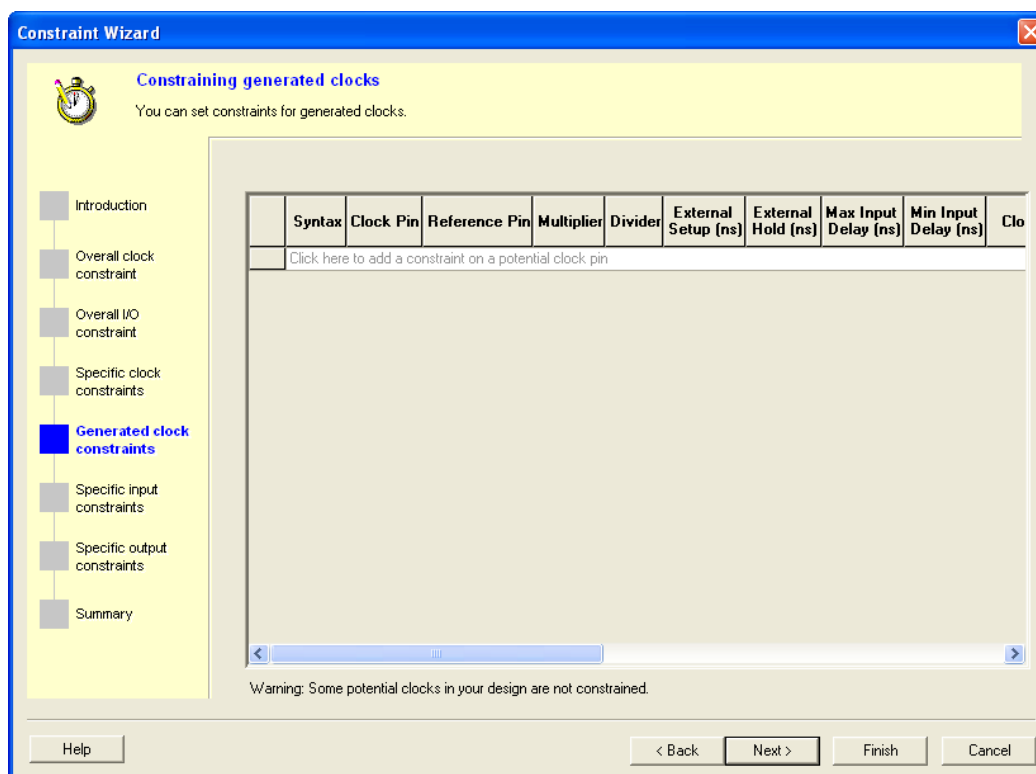 Constraint Wizard
Constraining generated clocks
You can set constraints for generated clocks.
Introduction
Overall clock
constraint
Overall I/O
constraint
Specific clock
constraints
Generated clock
constraints
Specific input
constraints
Specific output
constraints
Summary
Syntax Clock Pin Reference Pin Multiplier Divider External Setup (ns) External Hold (ns) Max Input Delay (ns) Min Input Delay (ns) Clo
Click here to add a constraint on a potential clock pin
Warning: Some potential clocks in your design are not constrained.
Help < Back Next > Finish Cancel